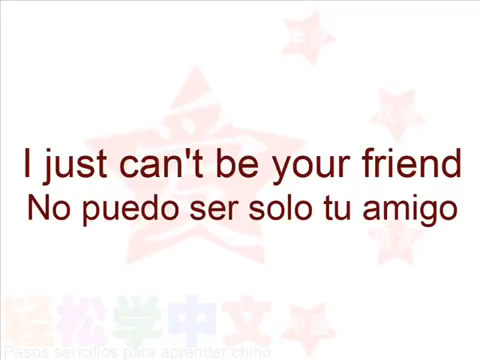 I just can't be your friend
No puedo ser solo tu amigo
轻松学中文
Pasos sencillos para aprender chino